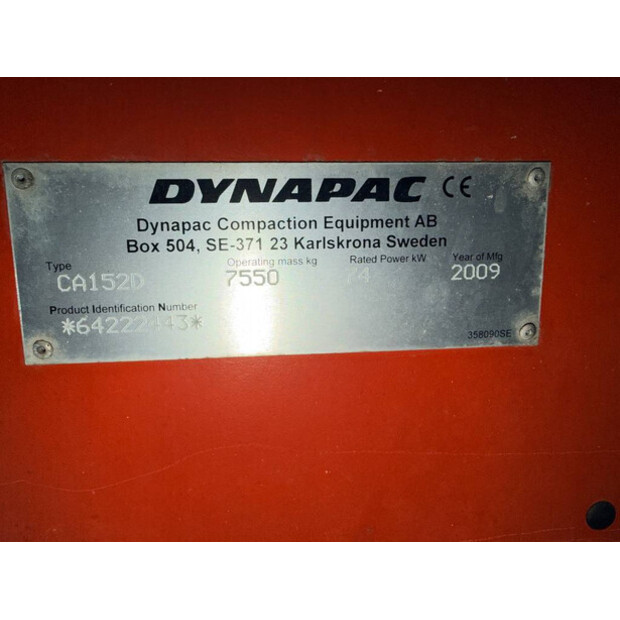 DYNAPAC CE
Dynapac Compaction Equipment AB
Box 504, SE-371 23 Karlskrona Sweden
Type Operating mass kg Rated Power kW Year of Mfg
CA152D 7550 2009
Product Identification Number
358090SE